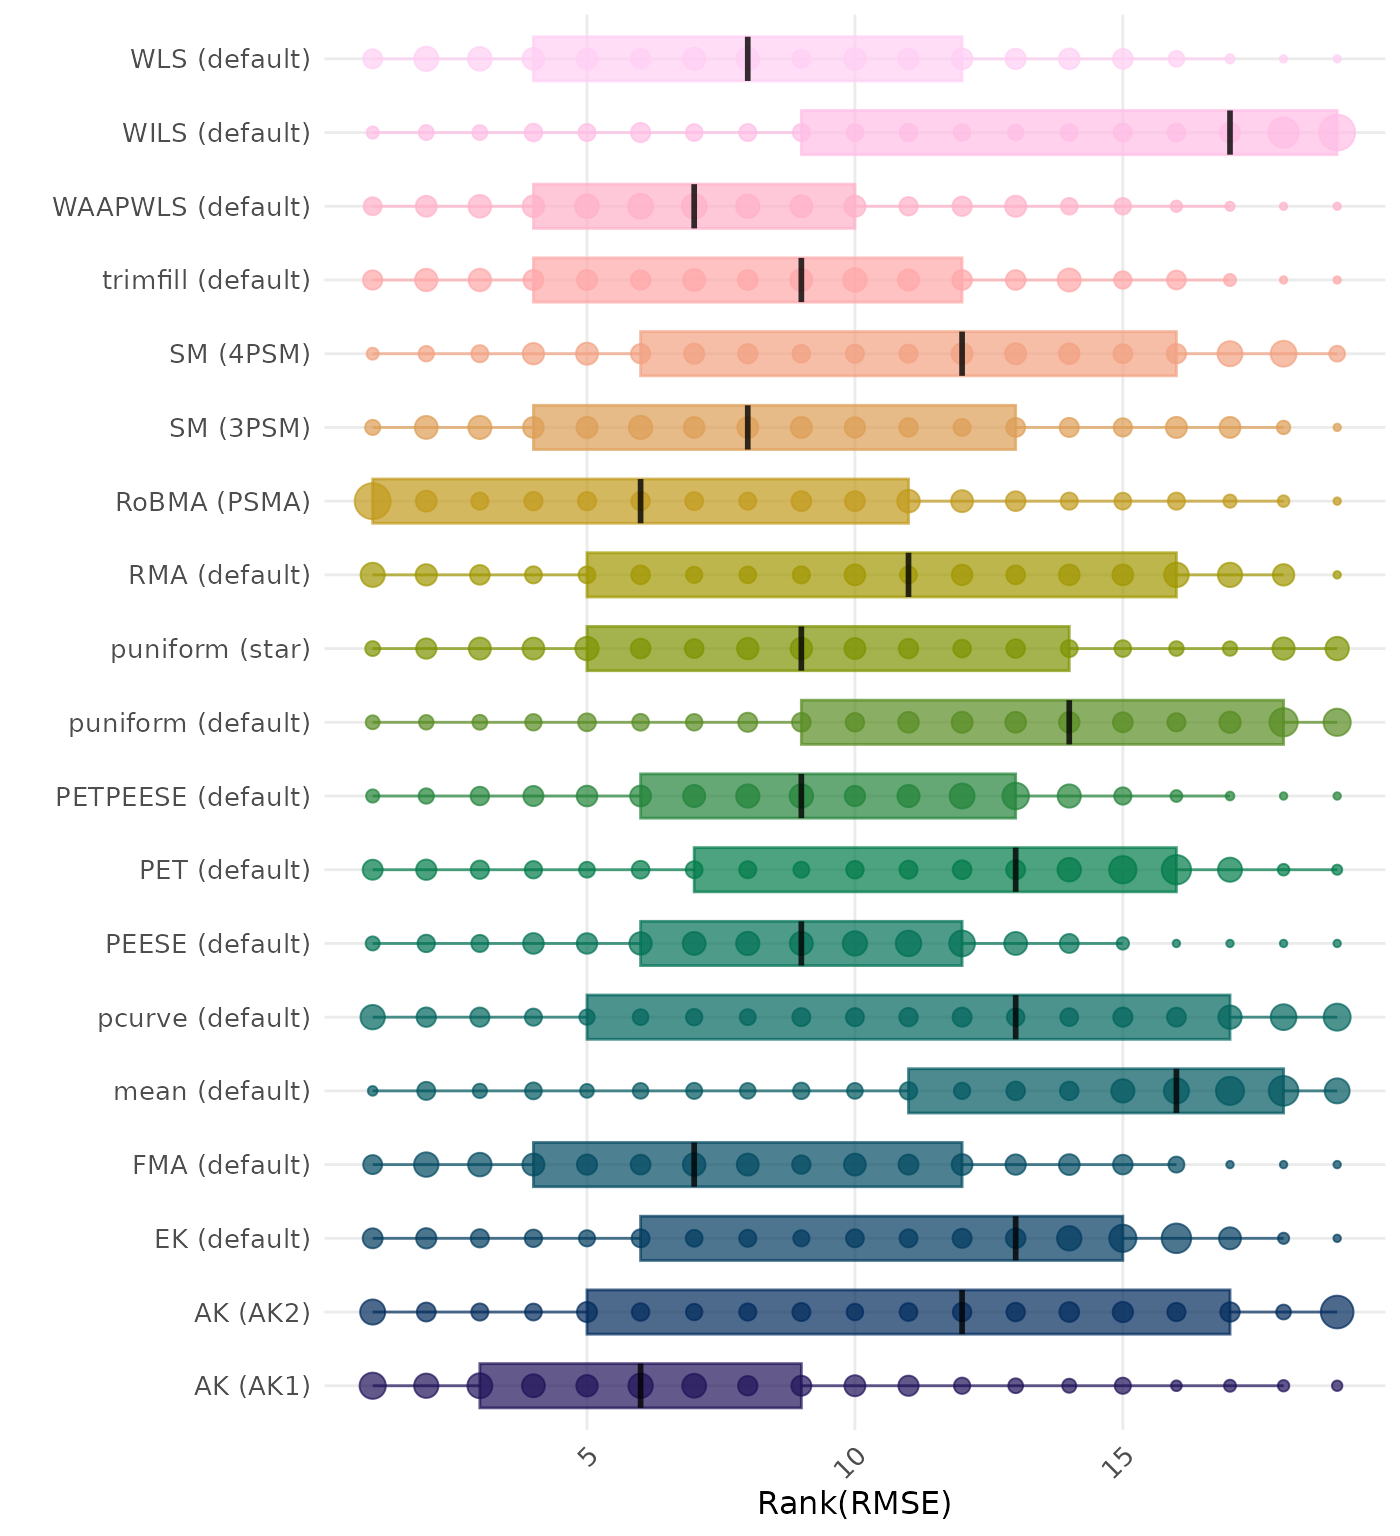 WLS (default)
WILS (default)
WAAPWLS (default)
trimfill (default)
SM (4PSM)
SM (3PSM)
RoBMA (PSMA)
RMA (default)
puniform (star)
puniform (default)
PETPEESE (default)
PET (default)
PEESE (default)
pcurve (default)
mean (default)
FMA (default)
EK (default)
AK (AK2)
AK (AK1)
5
10
15
Rank(RMSE)